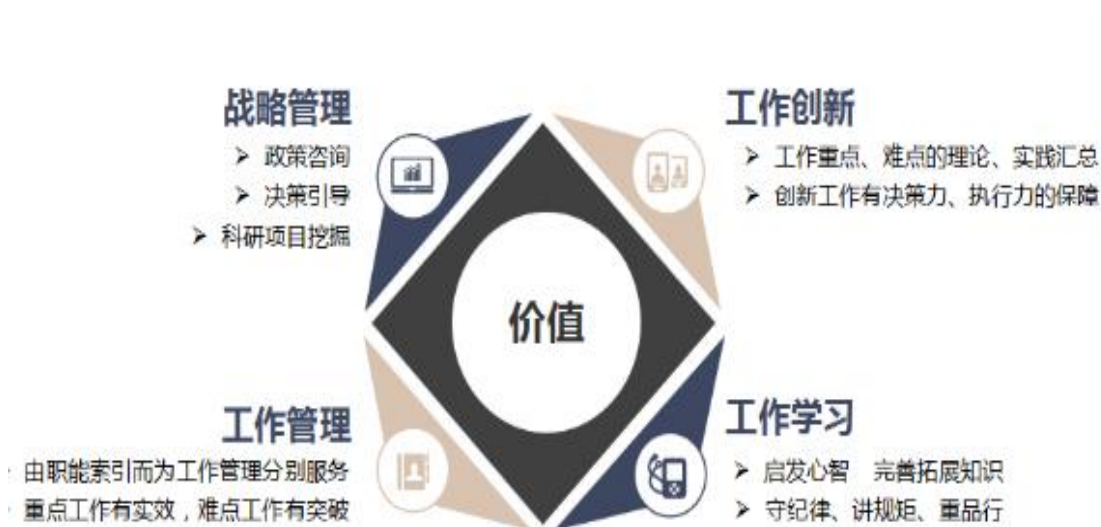 战略管理
➢ 政策咨询
➢ 决策引导
➢ 科研项目挖掘
工作创新
➢ 工作重点、难点的理论、实践汇总
➢ 创新工作有决策力、执行力的保障
价值
工作管理
由职能索引而为工作管理分别服务
重点工作有实效，难点工作有突破
工作学习
➢ 启发心智 完善拓展知识
➢ 守纪律、讲规矩、重品行